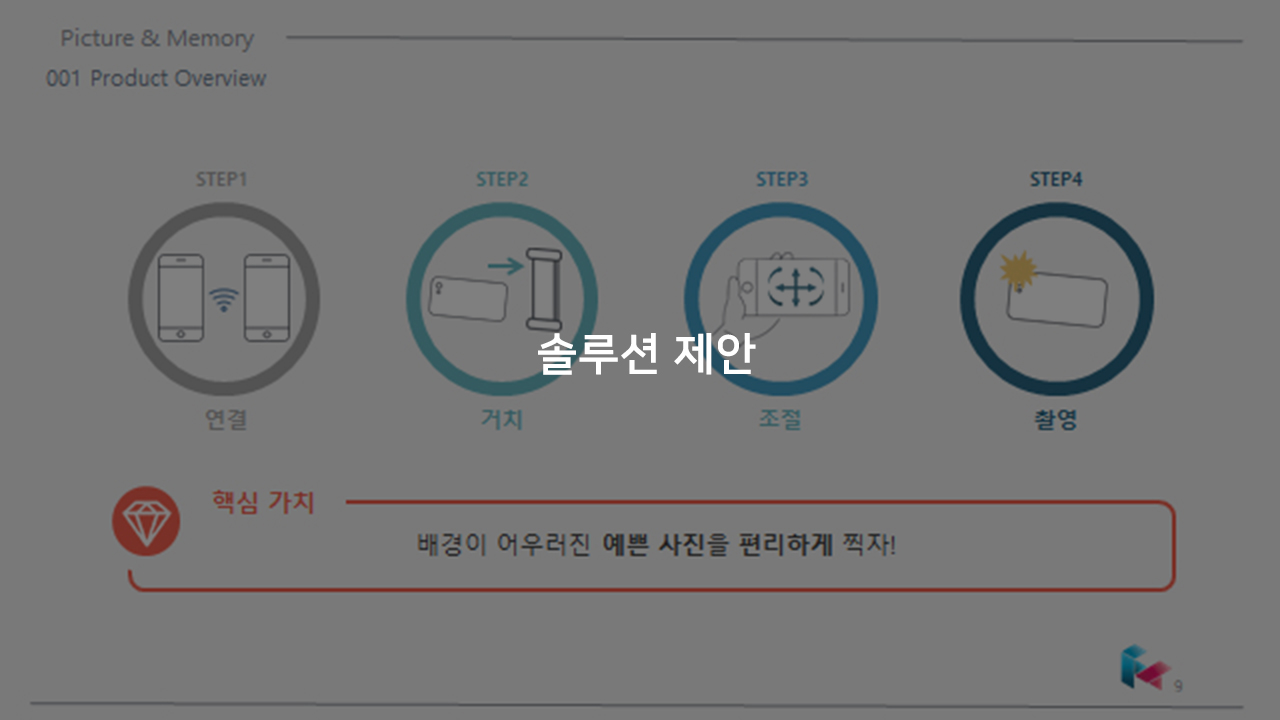 Picture & Memory
001 Product Overview
STEP1
STEP2
STEP3
STEP4
솔루션 제안
연결
거치
조절
촬영
핵심 가치
배경이 어우러진 예쁜 사진을 편리하게 찍자!
9